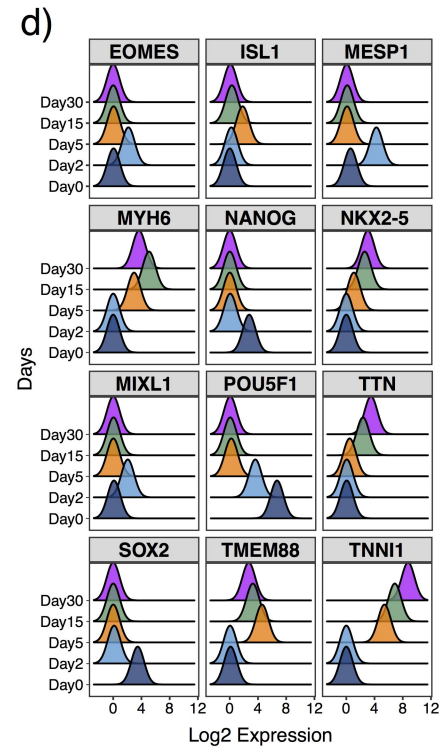 d)
EOMES ISL1 MESP1
Day30
Day15
Day5
Day2
Day0
MYH6 NANOG NKX2-5
Day30
Day15
Day5
Day2
Day0
Days
MIXL1 POU5F1 TTN
Day30
Day15
Day5
Day2
Day0
SOX2 TMEM88 TNNI1
Day30
Day15
Day5
Day2
Day0
0 4 8 12 0 4 8 12 0 4 8 12
Log2 Expression